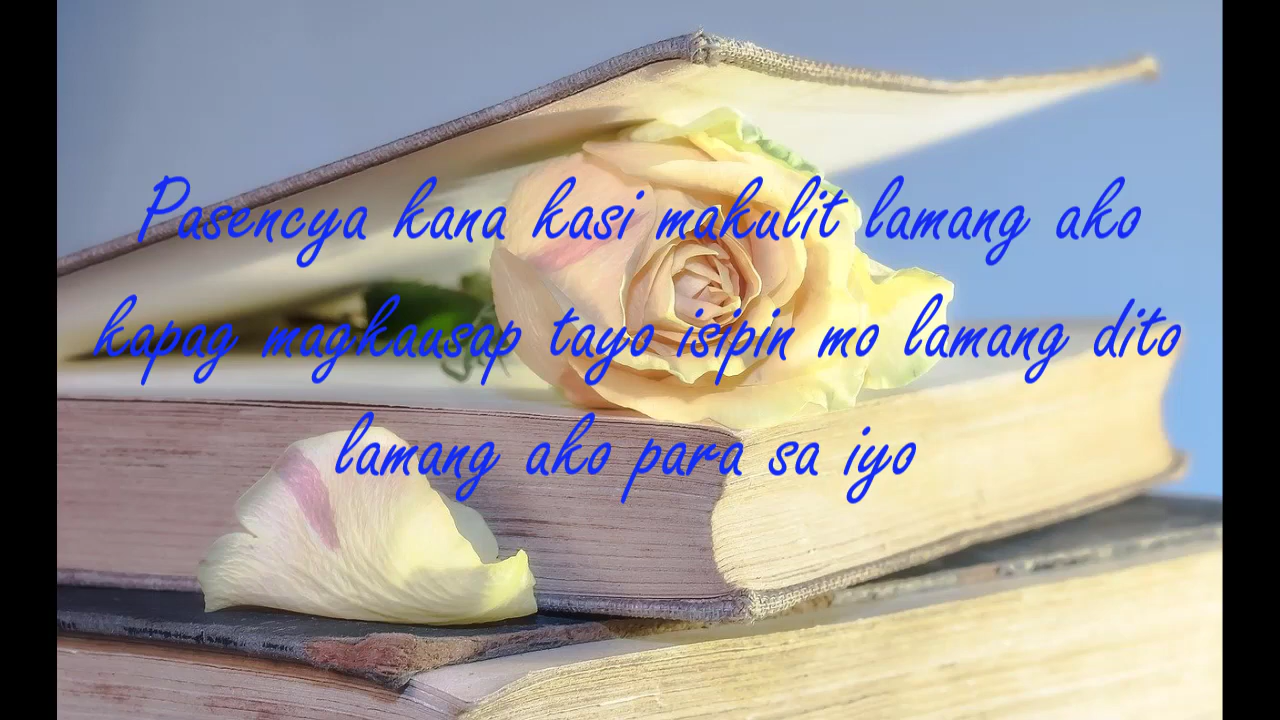 Pasencya kana kasi makulit lamang ako
kapag magkausap tayo isipin mo lamang dito
lamang ako para sa iyo